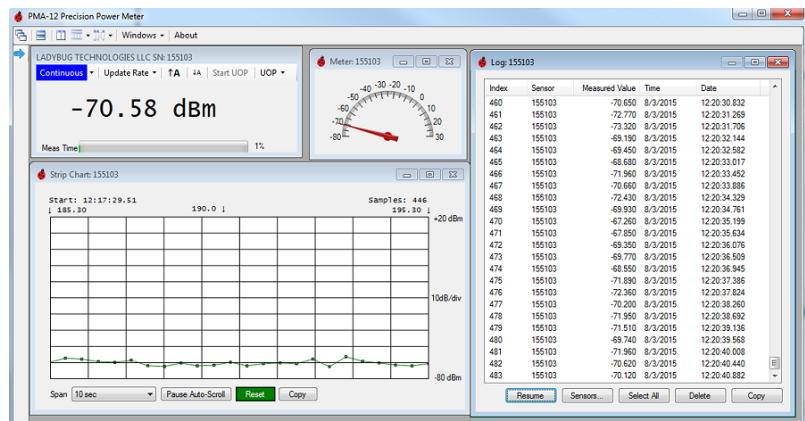 PMA-12 Precision Power Meter
Windows About
LADYBUG TECHNOLOGIES LLC SN: 155103
Continuous Update Rate ↑A ↓A Start UOP UOP
-70.58 dBm
Meas Time 1%
Meter: 155103
-80 -70 -60 -50 -40 -30 -20 -10 0 10 20 30
Strip Chart: 155103
Start: 12:17:29.51 Samples: 446
↓ 185.30 190.0 ↓ 195.30 ↓
+20 dBm
10dB/div
-80 dBm
Span 10 sec Pause Auto-Scroll Reset Copy
Log: 155103
Index Sensor Measured Value Time Date
460 155103 -70.650 8/3/2015 12:20:30.832
461 155103 -72.770 8/3/2015 12:20:31.269
462 155103 -73.320 8/3/2015 12:20:31.706
463 155103 -69.190 8/3/2015 12:20:32.144
464 155103 -69.450 8/3/2015 12:20:32.582
465 155103 -68.680 8/3/2015 12:20:33.017
466 155103 -71.960 8/3/2015 12:20:33.452
467 155103 -70.660 8/3/2015 12:20:33.886
468 155103 -72.430 8/3/2015 12:20:34.329
469 155103 -69.930 8/3/2015 12:20:34.761
470 155103 -67.260 8/3/2015 12:20:35.199
471 155103 -67.850 8/3/2015 12:20:35.634
472 155103 -69.350 8/3/2015 12:20:36.076
473 155103 -69.770 8/3/2015 12:20:36.509
474 155103 -68.550 8/3/2015 12:20:36.945
475 155103 -71.890 8/3/2015 12:20:37.386
476 155103 -72.360 8/3/2015 12:20:37.824
477 155103 -70.200 8/3/2015 12:20:38.260
478 155103 -71.950 8/3/2015 12:20:38.692
479 155103 -71.510 8/3/2015 12:20:39.136
480 155103 -69.740 8/3/2015 12:20:39.568
481 155103 -71.960 8/3/2015 12:20:40.008
482 155103 -70.620 8/3/2015 12:20:40.440
483 155103 -70.120 8/3/2015 12:20:40.882
Resume Sensors... Select All Delete Copy